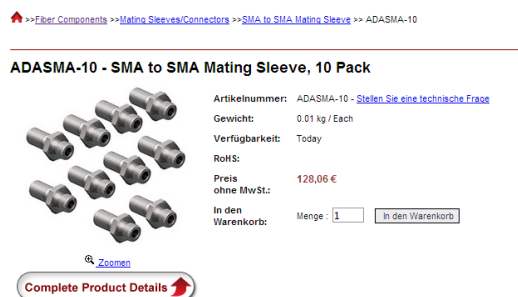 >>Fiber Components >>Mating Sleeves/Connectors >>SMA to SMA Mating Sleeve >> ADASMA-10
ADASMA-10 - SMA to SMA Mating Sleeve, 10 Pack
Artikelnummer: ADASMA-10 - Stellen Sie eine technische Frage
Gewicht: 0.01 kg / Each
Verfügbarkeit: Today
RoHS:
Preis
ohne MwSt.: 128,06 €
In den
Warenkorb: Menge : 1 In den Warenkorb
Zoomen
Complete Product Details